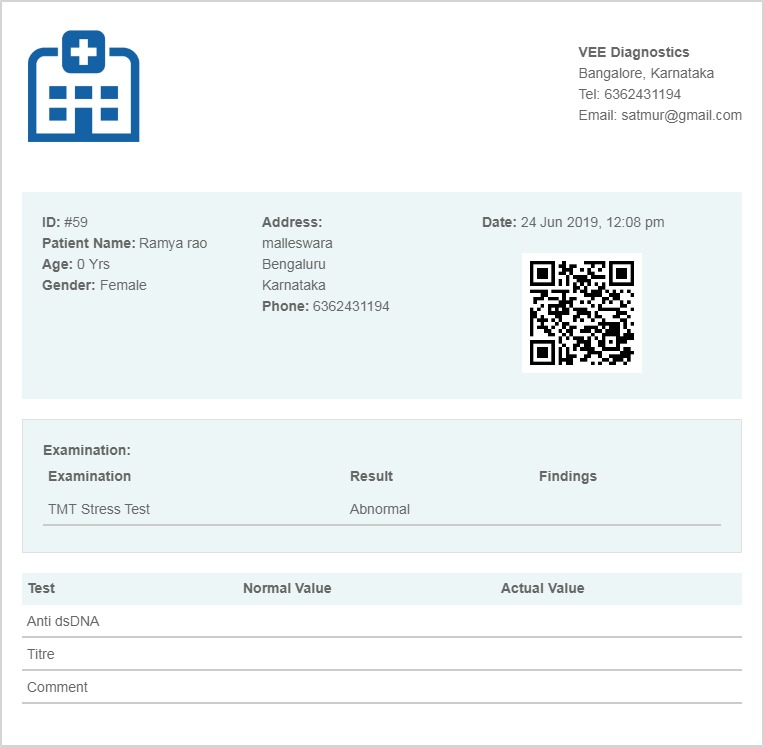 VEE Diagnostics
Bangalore, Karnataka
Tel: 6362431194
Email: satmur@gmail.com
ID: #59
Patient Name: Ramya rao
Age: 0 Yrs
Gender: Female
Address:
malleswara
Bengaluru
Karnataka
Phone: 6362431194
Date: 24 Jun 2019, 12:08 pm
Examination:
Examination Result Findings
TMT Stress Test Abnormal
Test Normal Value Actual Value
Anti dsDNA
Titre
Comment